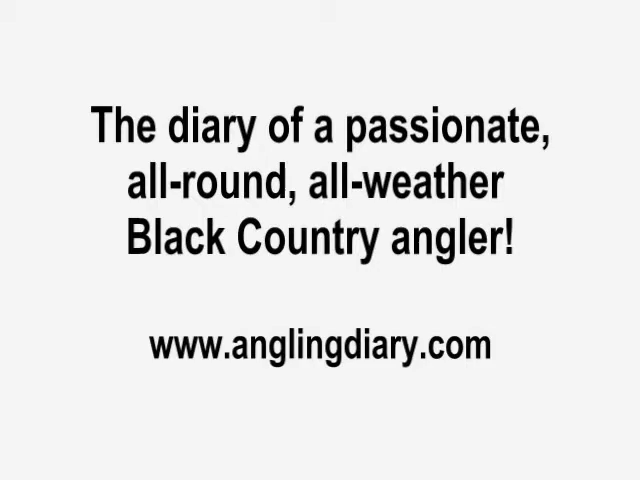 The diary of a passionate,
all-round, all-weather
Black Country angler!
www.anglingdiary.com